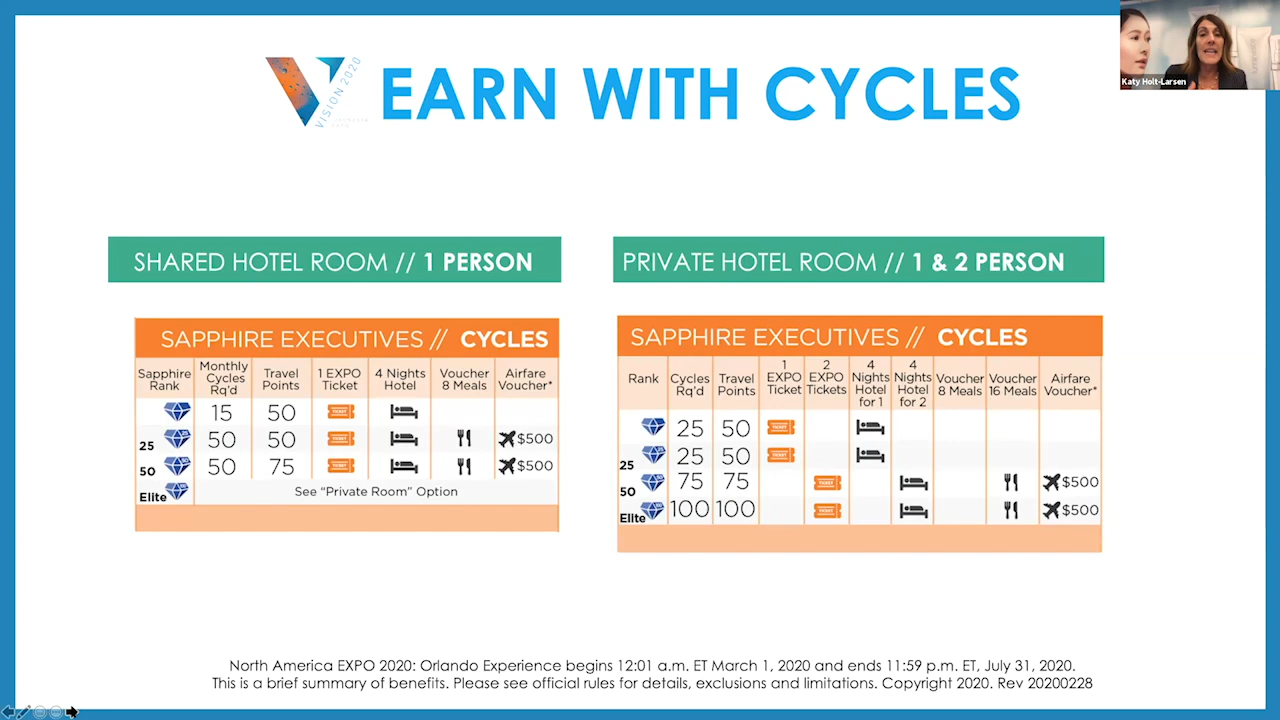 VISION 2020
EARN WITH CYCLES
Katy Holt-Larsen
SHARED HOTEL ROOM // 1 PERSON
SAPPHIRE EXECUTIVES // CYCLES
Sapphire Rank Monthly Cycles Rq'd Travel Points 1 EXPO Ticket 4 Nights Hotel Voucher 8 Meals Airfare Voucher*
15 50 TICKET
25 50 50 TICKET $500
50 50 75 TICKET $500
Elite See “Private Room” Option
PRIVATE HOTEL ROOM // 1 & 2 PERSON
SAPPHIRE EXECUTIVES // CYCLES
Rank Cycles Rq'd Travel Points 1 EXPO Ticket 2 EXPO Tickets 4 Nights Hotel for 1 4 Nights Hotel for 2 Voucher 8 Meals Voucher 16 Meals Airfare Voucher*
25 50 TICKET
25 25 50 TICKET
50 75 75 TICKET $500
Elite 100 100 TICKET $500
North America EXPO 2020: Orlando Experience begins 12:01 a.m. ET March 1, 2020 and ends 11:59 p.m. ET, July 31, 2020.
This is a brief summary of benefits. Please see official rules for details, exclusions and limitations. Copyright 2020. Rev 20200228